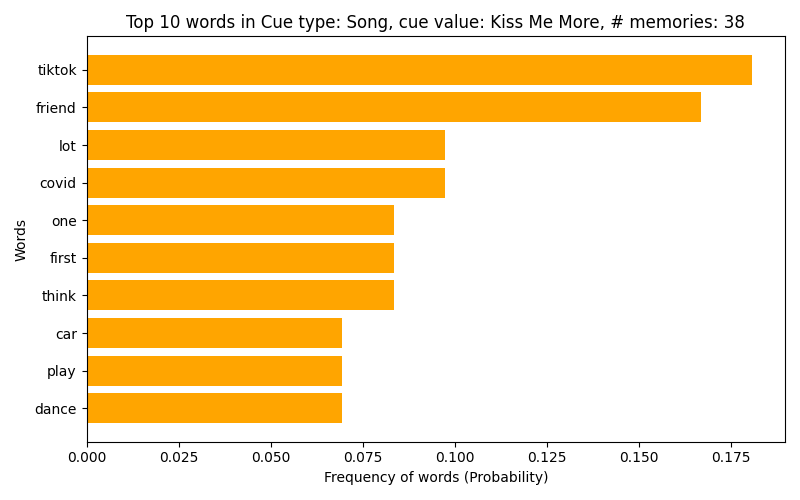 Top 10 words in Cue type: Song, cue value: Kiss Me More, # memories: 38
tiktok
friend
lot
covid
one
first
think
car
play
dance
Words
0.000 0.025 0.050 0.075 0.100 0.125 0.150 0.175
Frequency of words (Probability)